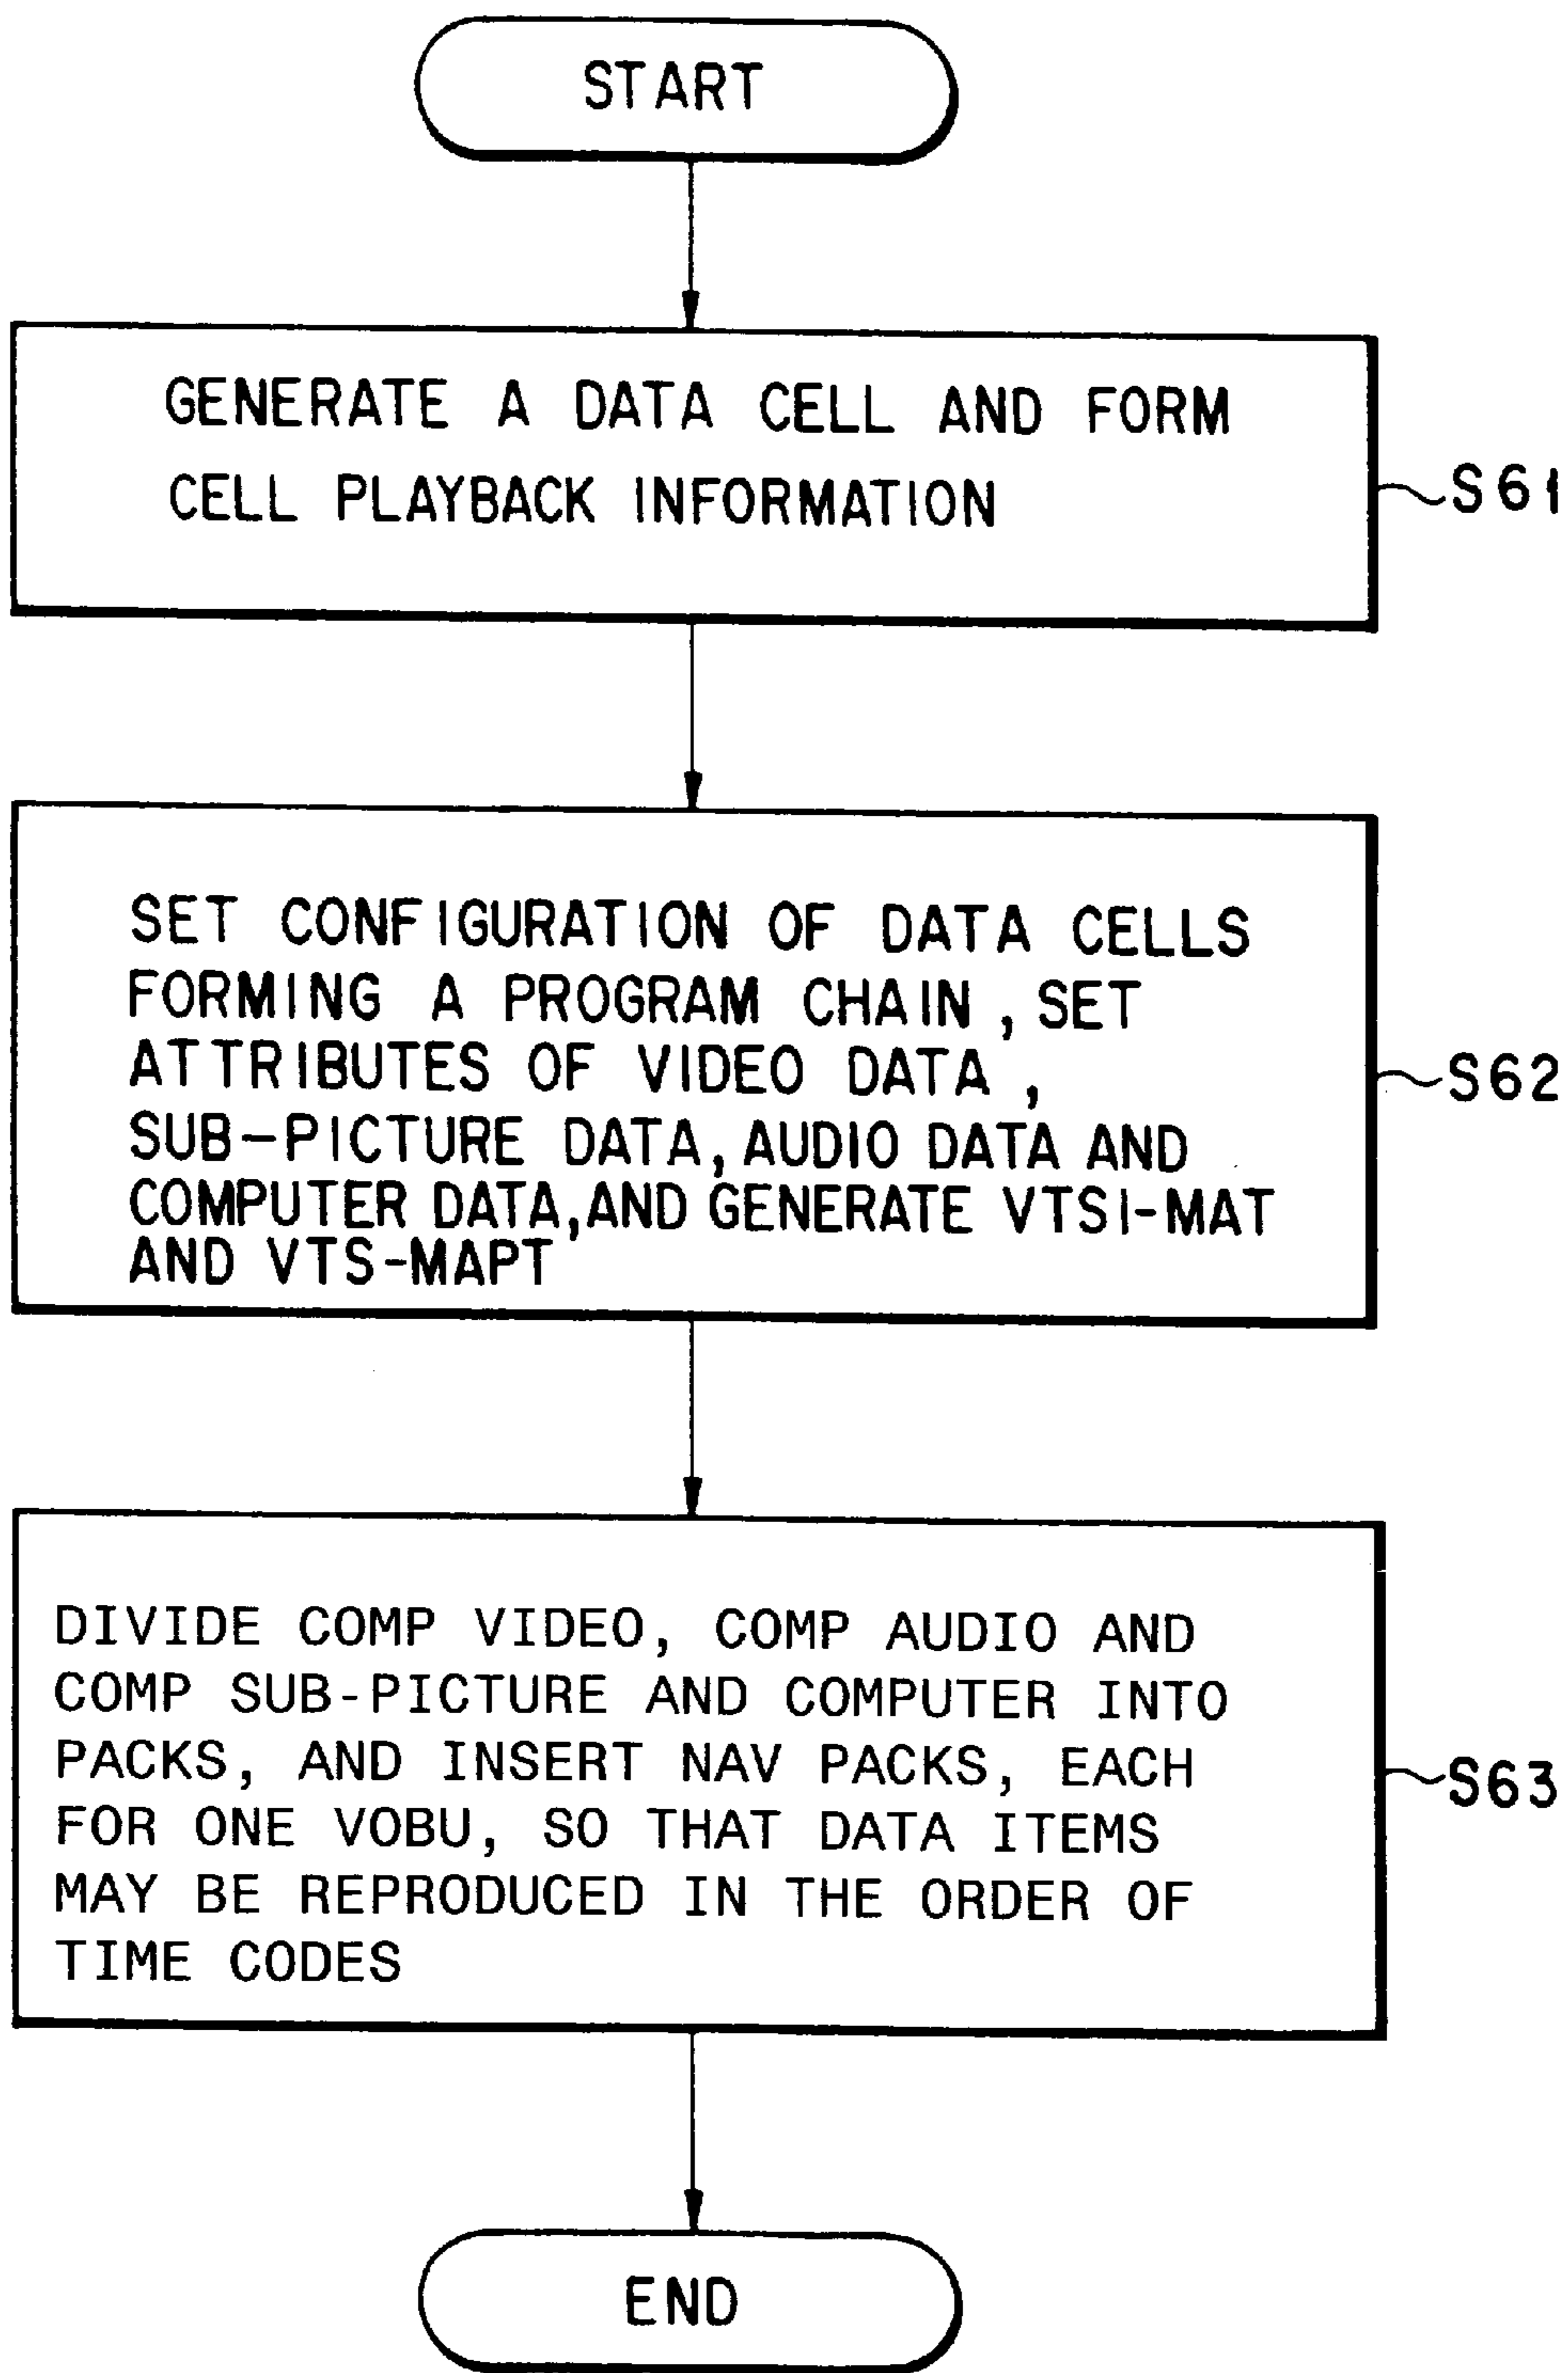 START
GENERATE A DATA CELL AND FORM
CELL PLAYBACK INFORMATION
S61
SET CONFIGURATION OF DATA CELLS
FORMING A PROGRAM CHAIN, SET
ATTRIBUTES OF VIDEO DATA,
SUB-PICTURE DATA, AUDIO DATA AND
COMPUTER DATA, AND GENERATE VTSI-MAT
AND VTS-MAPT
S62
DIVIDE COMP VIDEO, COMP AUDIO AND
COMP SUB-PICTURE AND COMPUTER INTO
PACKS, AND INSERT NAV PACKS, EACH
FOR ONE VOBU, SO THAT DATA ITEMS
MAY BE REPRODUCED IN THE ORDER OF
TIME CODES
S63
END